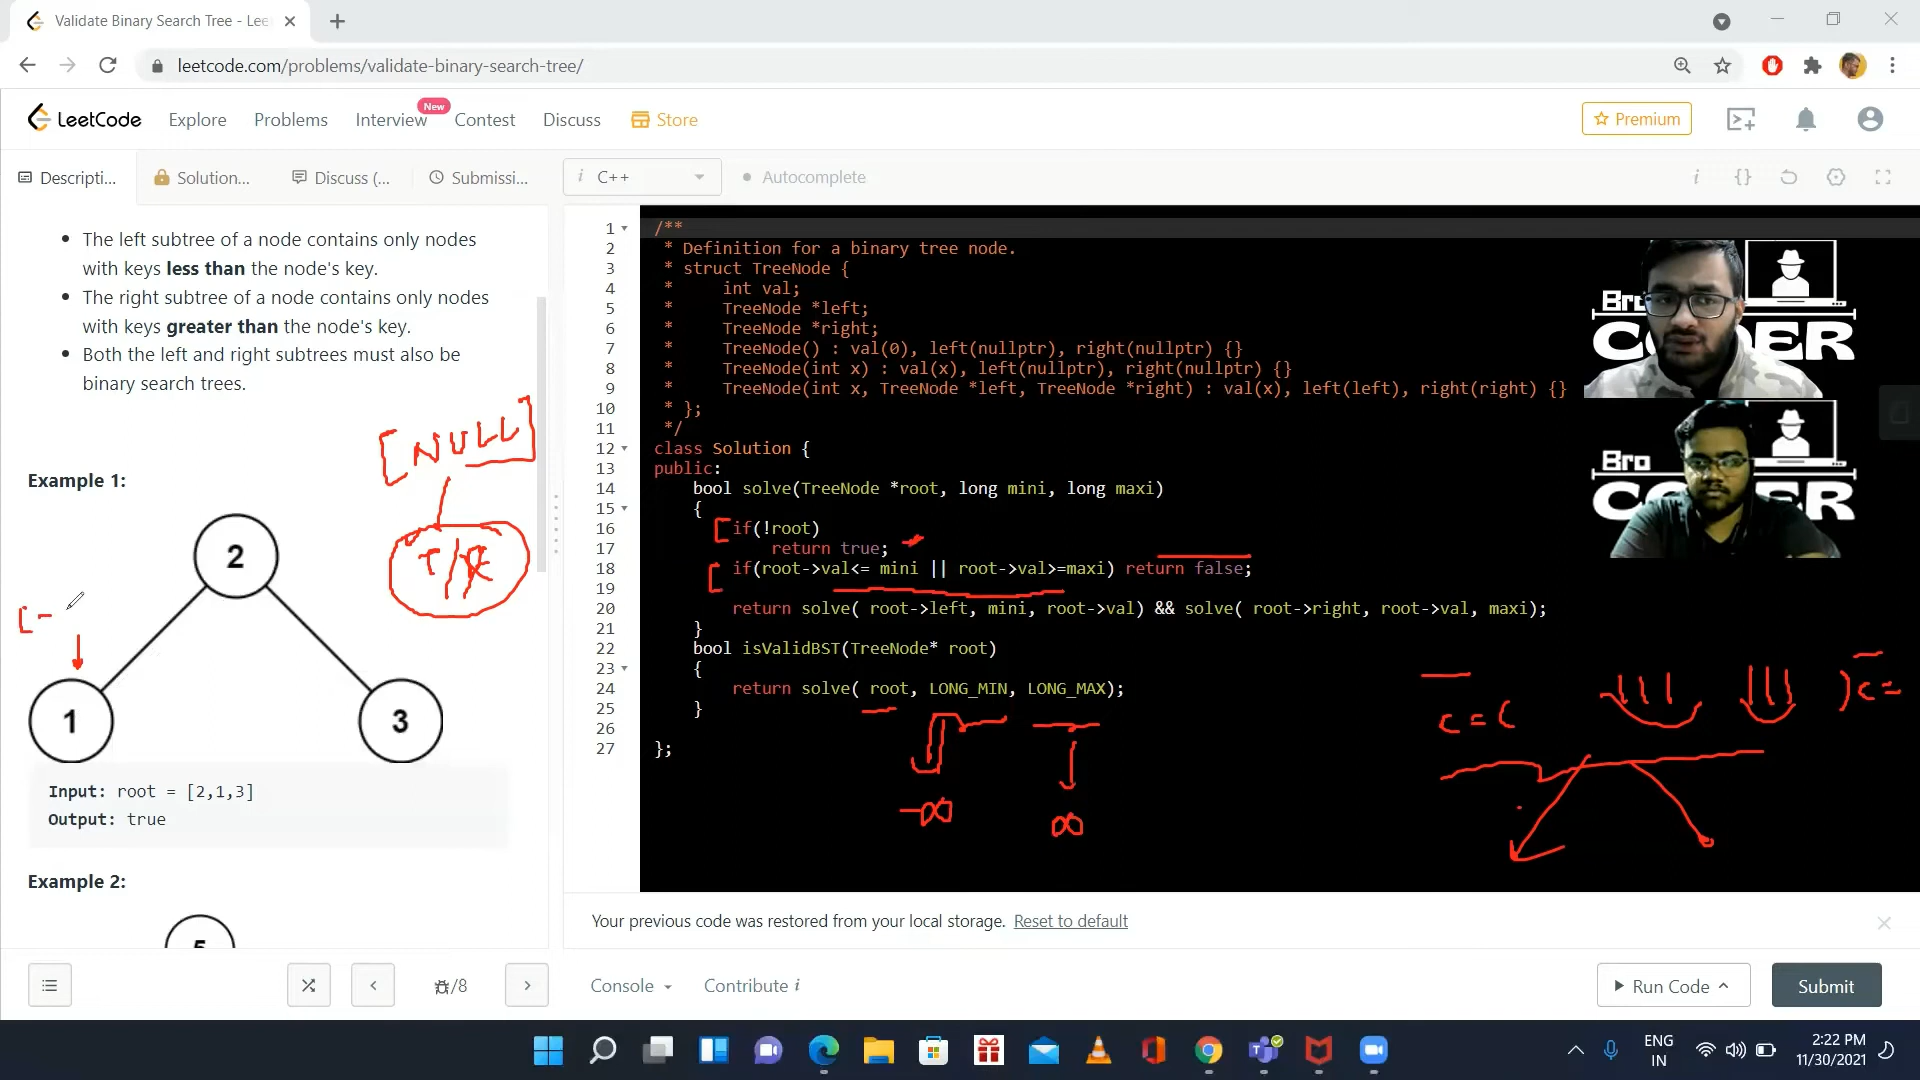 Validate Binary Search Tree - Lee
leetcode.com/problems/validate-binary-search-tree/
LeetCode
Explore
Problems
Interview
New
Contest
Discuss
Store
Premium
Descripti...
Solution...
Discuss (...
Submissi...
i C++
Autocomplete
The left subtree of a node contains only nodes
with keys less than the node's key.
The right subtree of a node contains only nodes
with keys greater than the node's key.
Both the left and right subtrees must also be
binary search trees.
[NULL]
Example 1:
2
T/F
[-
1
3
Input: root = [2,1,3]
Output: true
Example 2:
5
1 /**
2 * Definition for a binary tree node.
3 * struct TreeNode {
4 *     int val;
5 *     TreeNode *left;
6 *     TreeNode *right;
7 *     TreeNode() : val(0), left(nullptr), right(nullptr) {}
8 *     TreeNode(int x) : val(x), left(nullptr), right(nullptr) {}
9 *     TreeNode(int x, TreeNode *left, TreeNode *right) : val(x), left(left), right(right) {}
10 * };
11 */
12 class Solution {
13 public:
14     bool solve(TreeNode *root, long mini, long maxi)
15     {
16         if(!root)
17             return true;
18         if(root->val<= mini || root->val>=maxi) return false;
19
20         return solve( root->left, mini, root->val) && solve( root->right, root->val, maxi);
21     }
22     bool isValidBST(TreeNode* root)
23     {
24         return solve( root, LONG_MIN, LONG_MAX);
25     }
26
27 };
-∞
∞
Bro
CODER
Bro
CODER
Your previous code was restored from your local storage. Reset to default
/8
Console
Contribute i
Run Code
Submit
ENG
IN
2:22 PM
11/30/2021